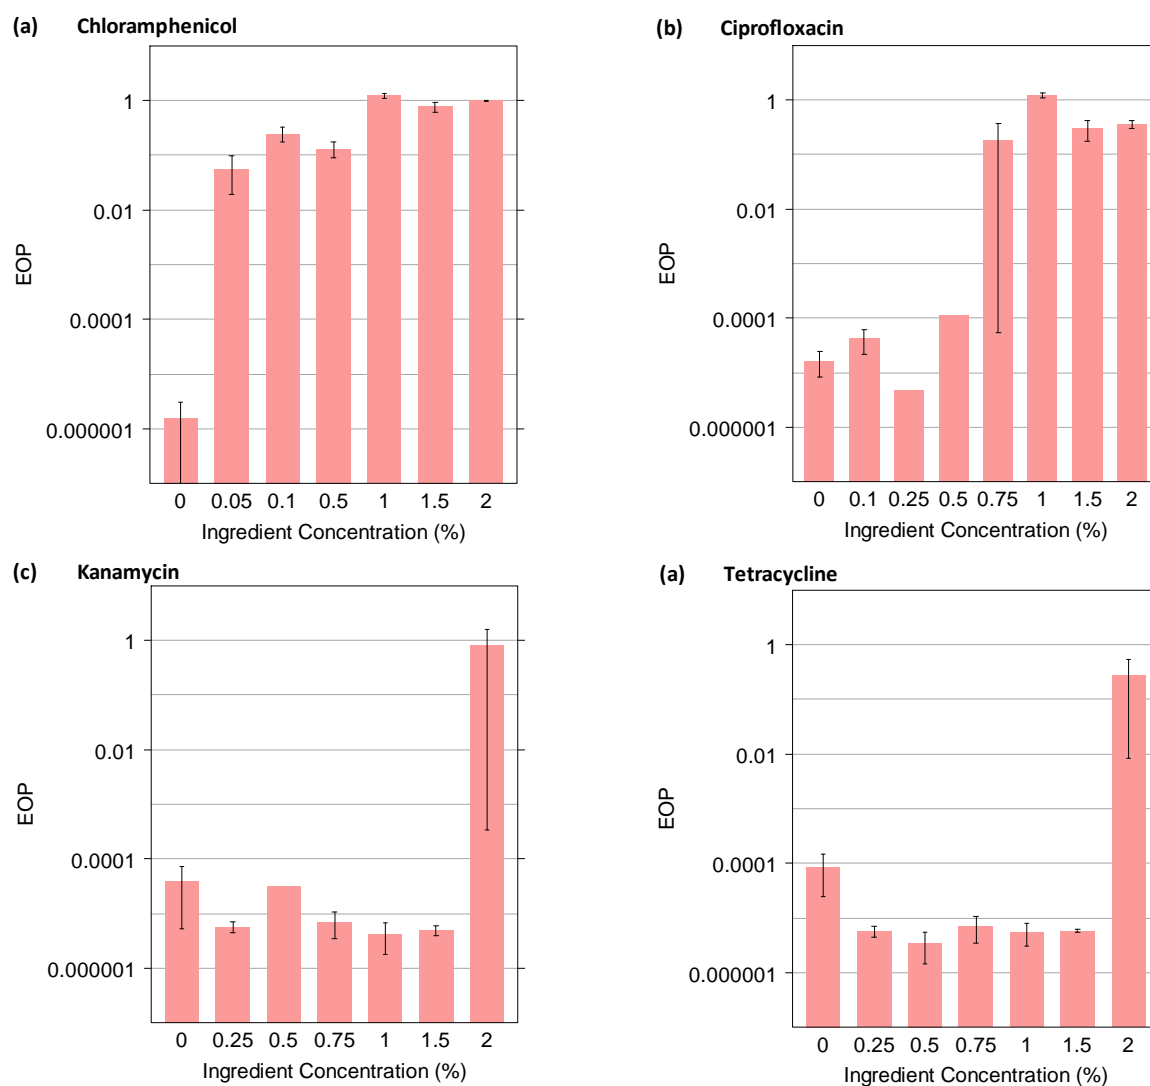 (a) Chloramphenicol
1
0.01
0.0001
0.000001
EOP
0 0.05 0.1 0.5 1 1.5 2
Ingredient Concentration (%)
(b) Ciprofloxacin
1
0.01
0.0001
0.000001
EOP
0 0.1 0.25 0.5 0.75 1 1.5 2
Ingredient Concentration (%)
(c) Kanamycin
1
0.01
0.0001
0.000001
EOP
0 0.25 0.5 0.75 1 1.5 2
Ingredient Concentration (%)
(a) Tetracycline
1
0.01
0.0001
0.000001
EOP
0 0.25 0.5 0.75 1 1.5 2
Ingredient Concentration (%)